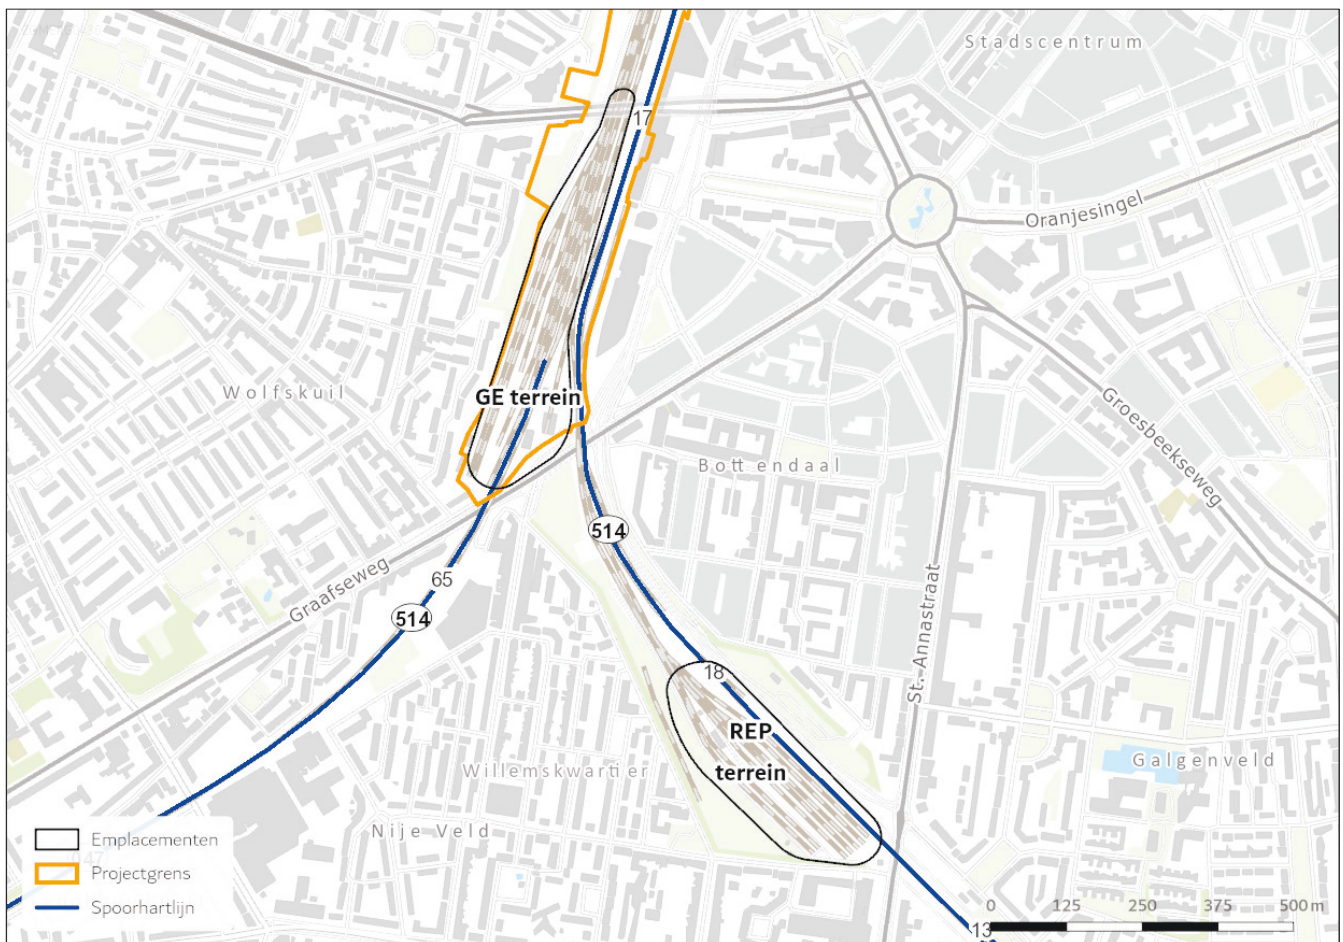 Stadscentrum
17
Oranjesingel
Wolfskuil
GE terrein
Groesbeekseweg
Bottendaal
514
65
Graafseweg
514
St. Annastraat
18
REP
terrein
Willemskwartier
Galgenveld
Nije Veld
Emplacementen
047
Projectgrens
Spoorhartlijn
0 125 250 375 500 m
13